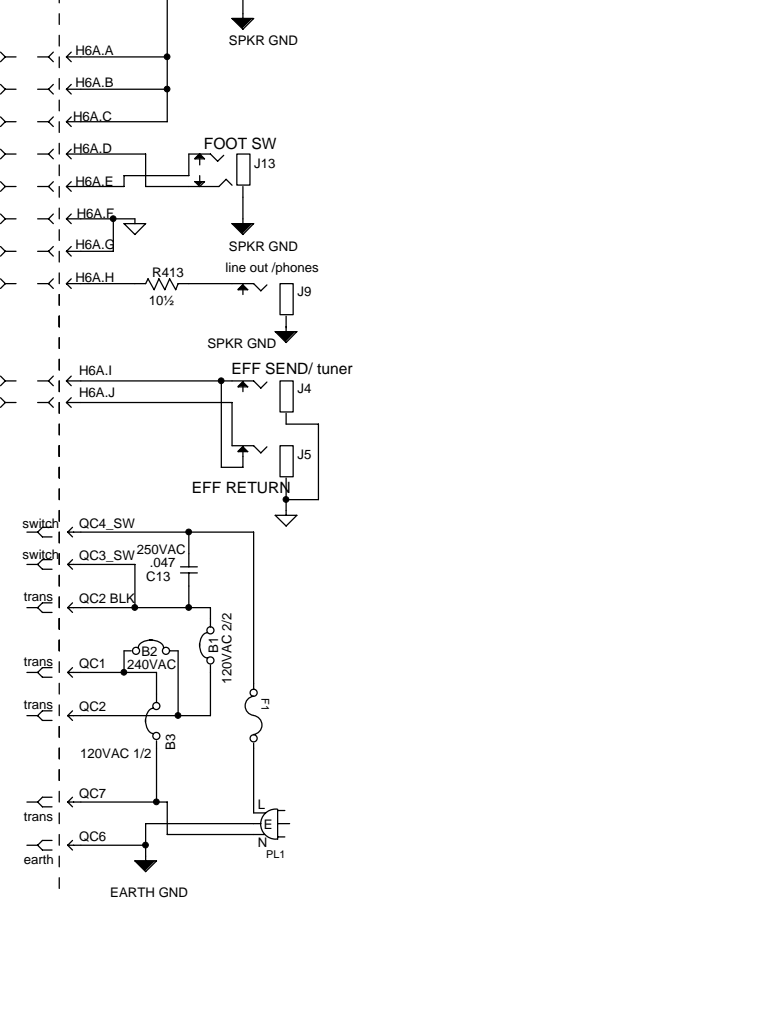 SPKR GND
H6A.A
H6A.B
H6A.C
H6A.D
FOOT SW
J13
H6A.E
H6A.F
H6A.G
SPKR GND
line out /phones
H6A.H
R413
10½
J9
SPKR GND
H6A.I
EFF SEND/ tuner
J4
H6A.J
J5
EFF RETURN
switch
QC4_SW
switch
QC3_SW
250VAC
.047
C13
trans
QC2 BLK
B1
120VAC 2/2
B2
240VAC
trans
QC1
trans
QC2
F1
B3
120VAC 1/2
QC7
trans
L
E
N
PL1
QC6
earth
EARTH GND